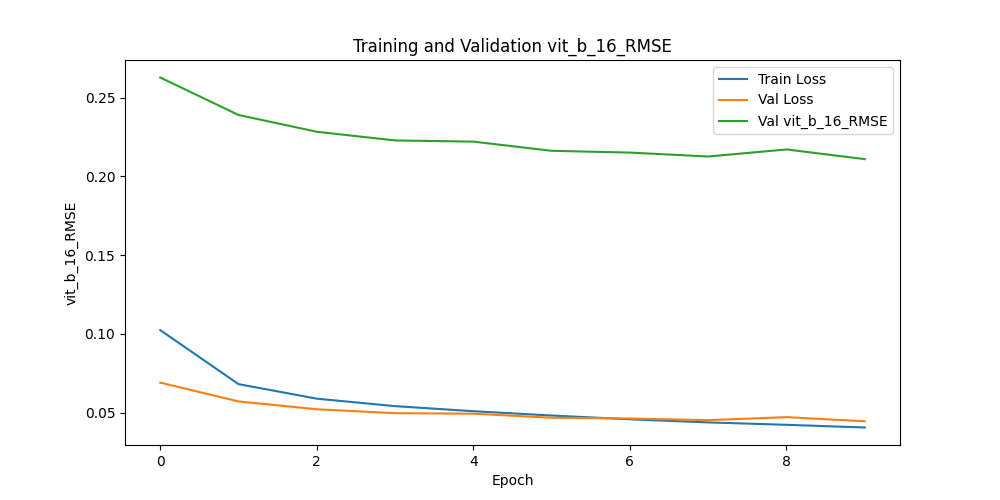 Training and Validation vit_b_16_RMSE
Train Loss
Val Loss
Val vit_b_16_RMSE
vit_b_16_RMSE
0.25
0.20
0.15
0.10
0.05
0 2 4 6 8
Epoch